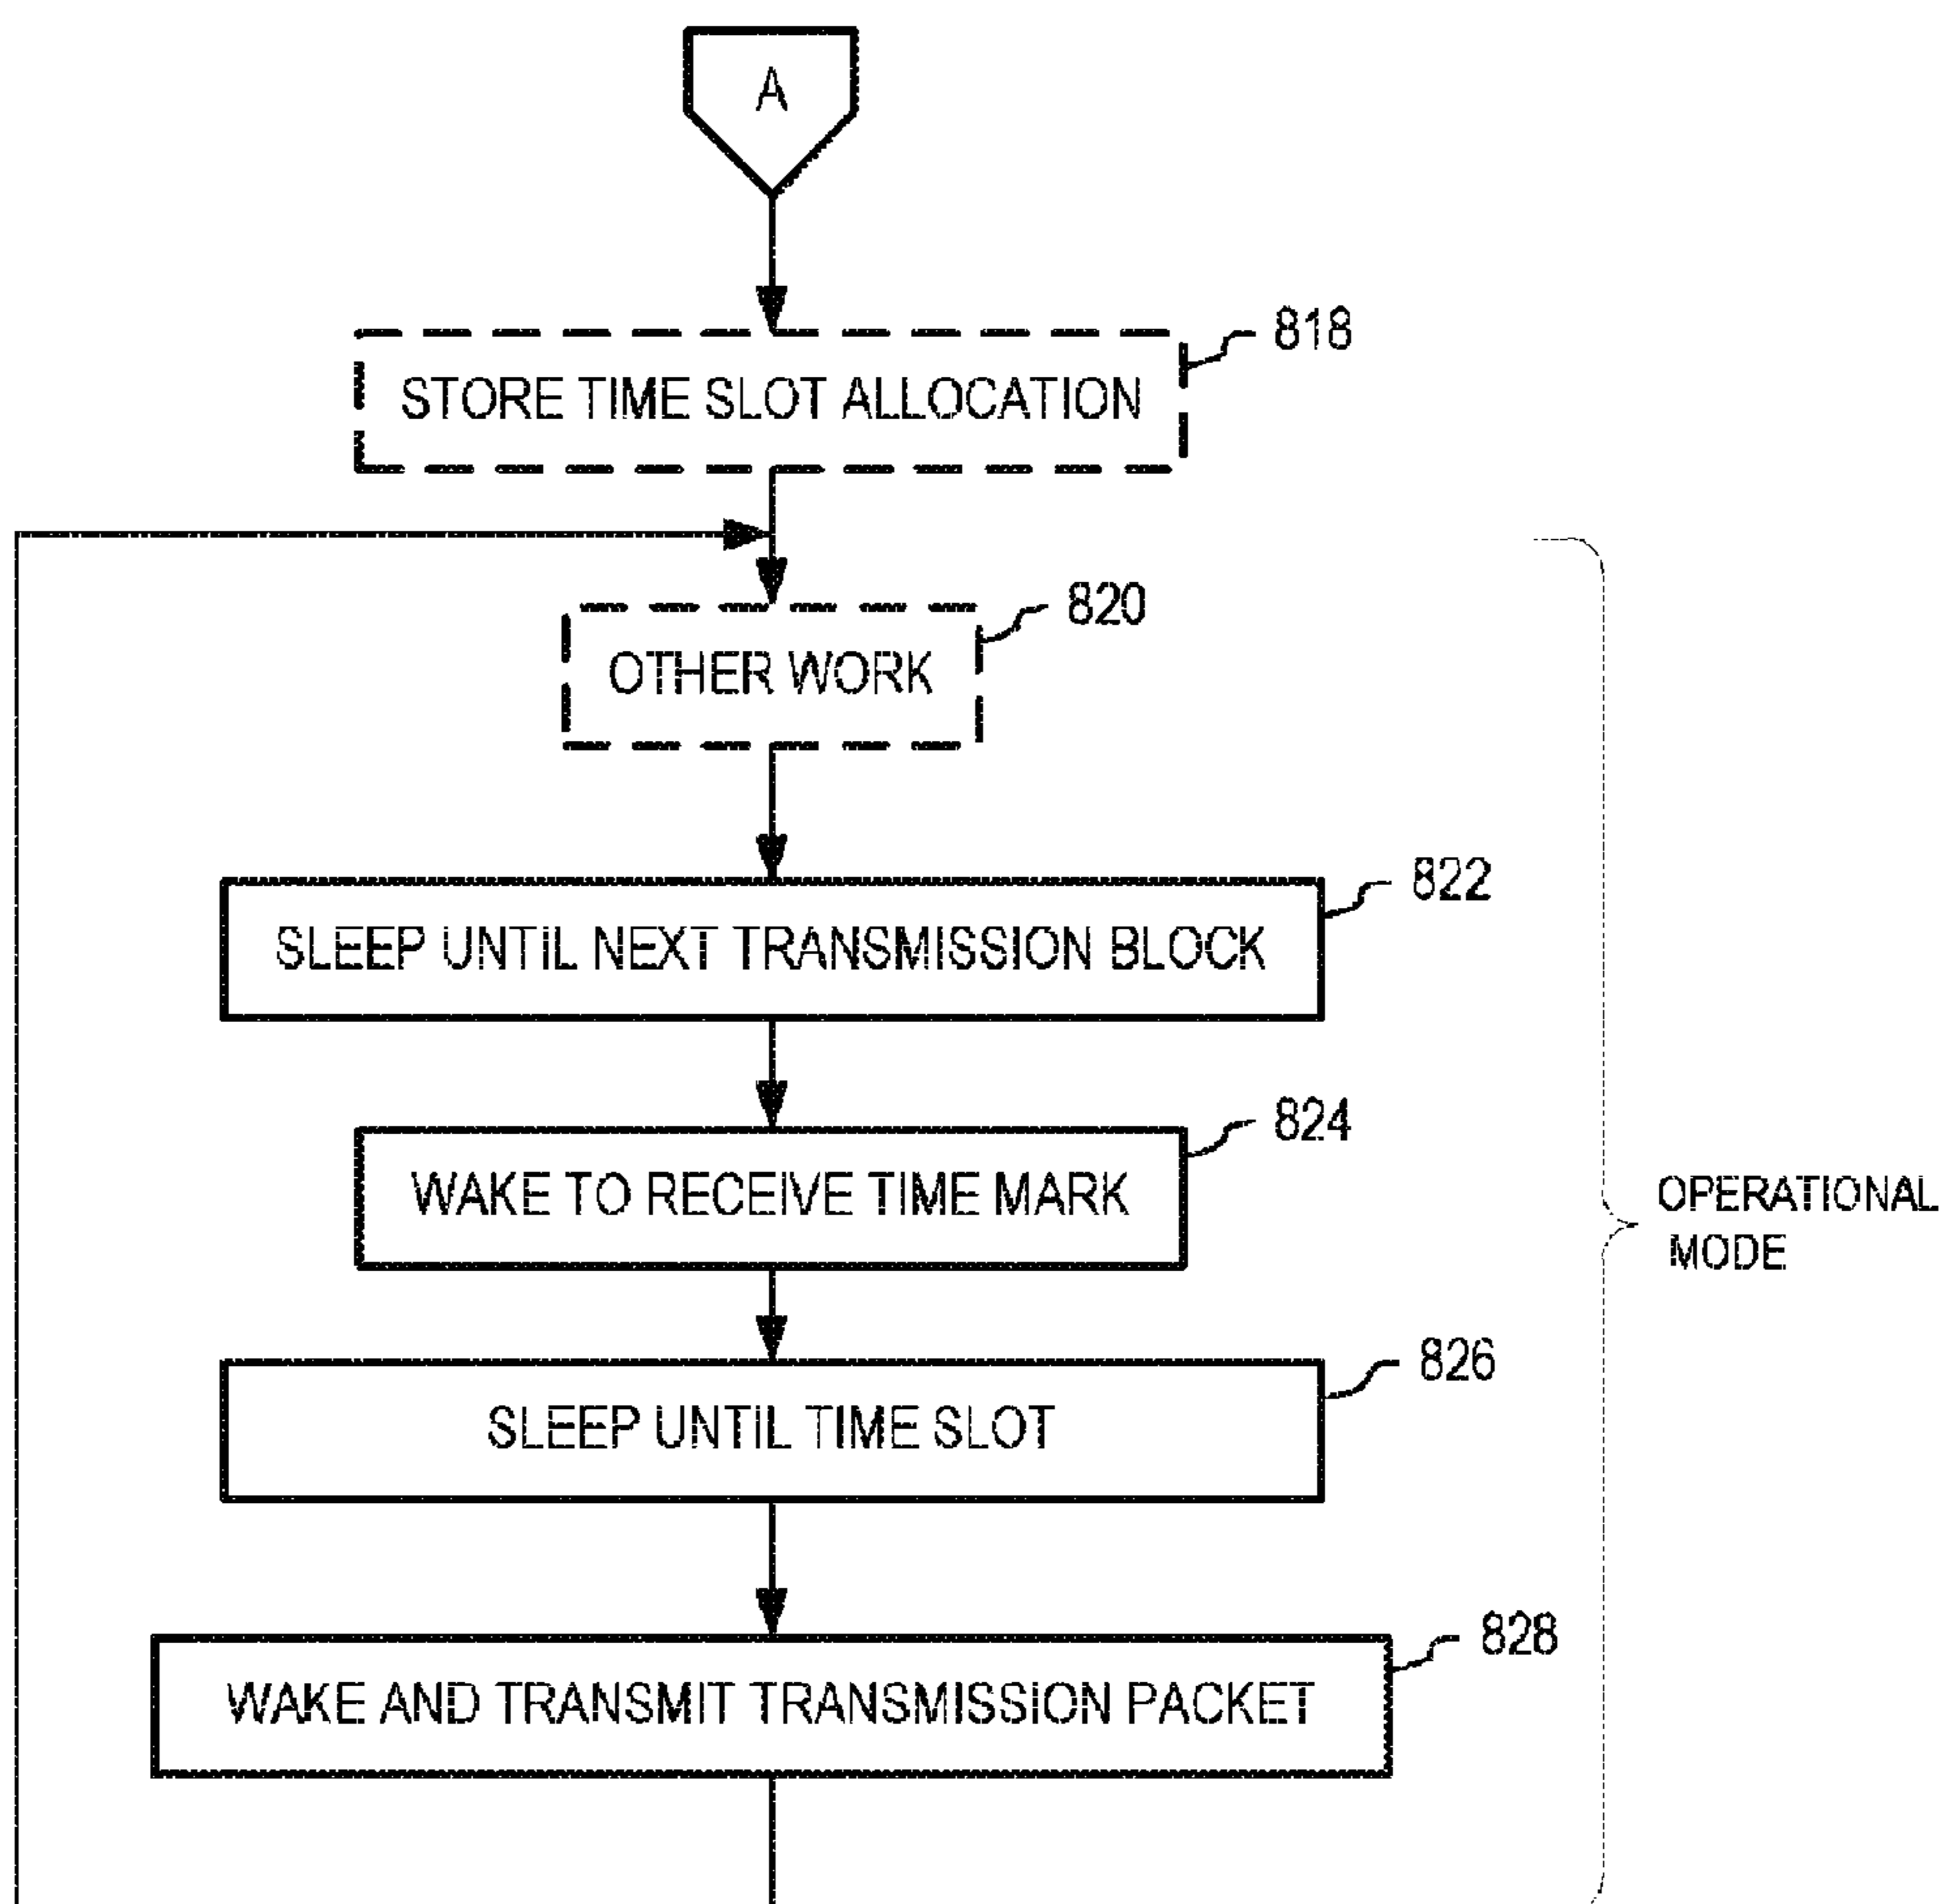 A
818
STORE TIME SLOT ALLOCATION
820
OTHER WORK
822
SLEEP UNTIL NEXT TRANSMISSION BLOCK
824
WAKE TO RECEIVE TIME MARK
OPERATIONAL
MODE
826
SLEEP UNTIL TIME SLOT
828
WAKE AND TRANSMIT TRANSMISSION PACKET